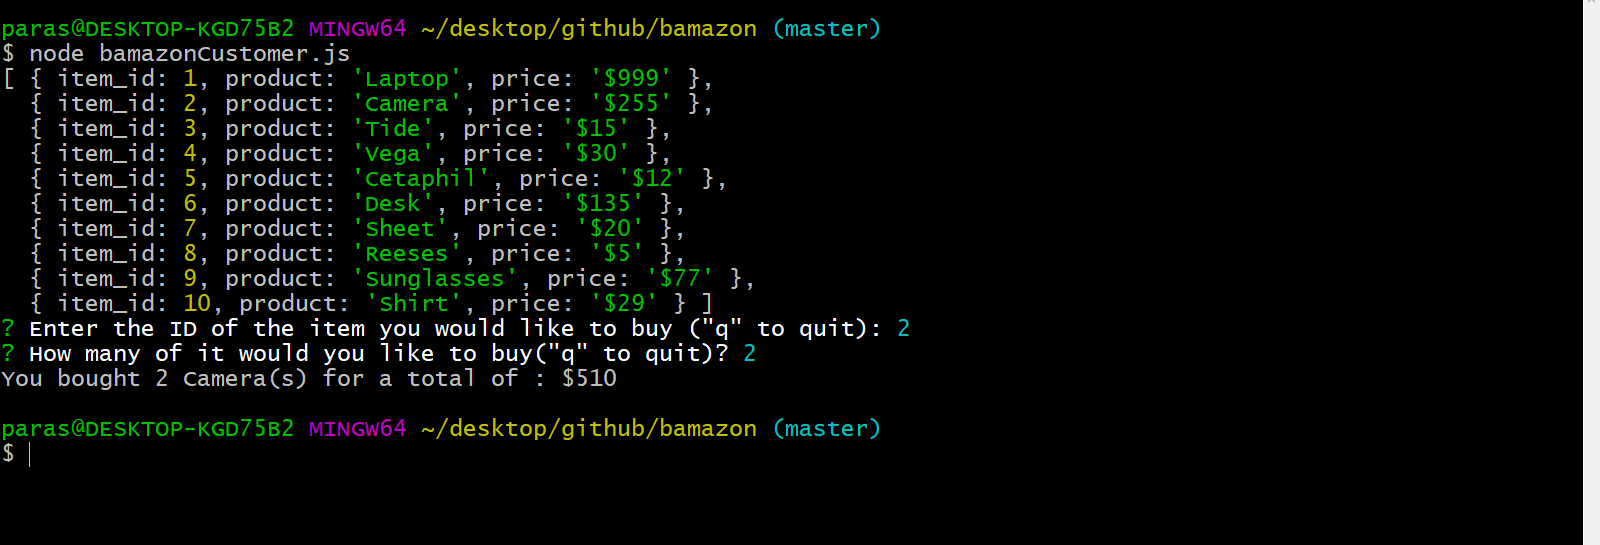 paras@DESKTOP-KGD75B2 MINGW64 ~/desktop/github/bamazon (master)
$ node bamazonCustomer.js
[ { item_id: 1, product: 'Laptop', price: '$999' },
  { item_id: 2, product: 'Camera', price: '$255' },
  { item_id: 3, product: 'Tide', price: '$15' },
  { item_id: 4, product: 'Vega', price: '$30' },
  { item_id: 5, product: 'Cetaphil', price: '$12' },
  { item_id: 6, product: 'Desk', price: '$135' },
  { item_id: 7, product: 'Sheet', price: '$20' },
  { item_id: 8, product: 'Reeses', price: '$5' },
  { item_id: 9, product: 'Sunglasses', price: '$77' },
  { item_id: 10, product: 'Shirt', price: '$29' } ]
? Enter the ID of the item you would like to buy ("q" to quit): 2
? How many of it would you like to buy("q" to quit)? 2
You bought 2 Camera(s) for a total of : $510
paras@DESKTOP-KGD75B2 MINGW64 ~/desktop/github/bamazon (master)
$